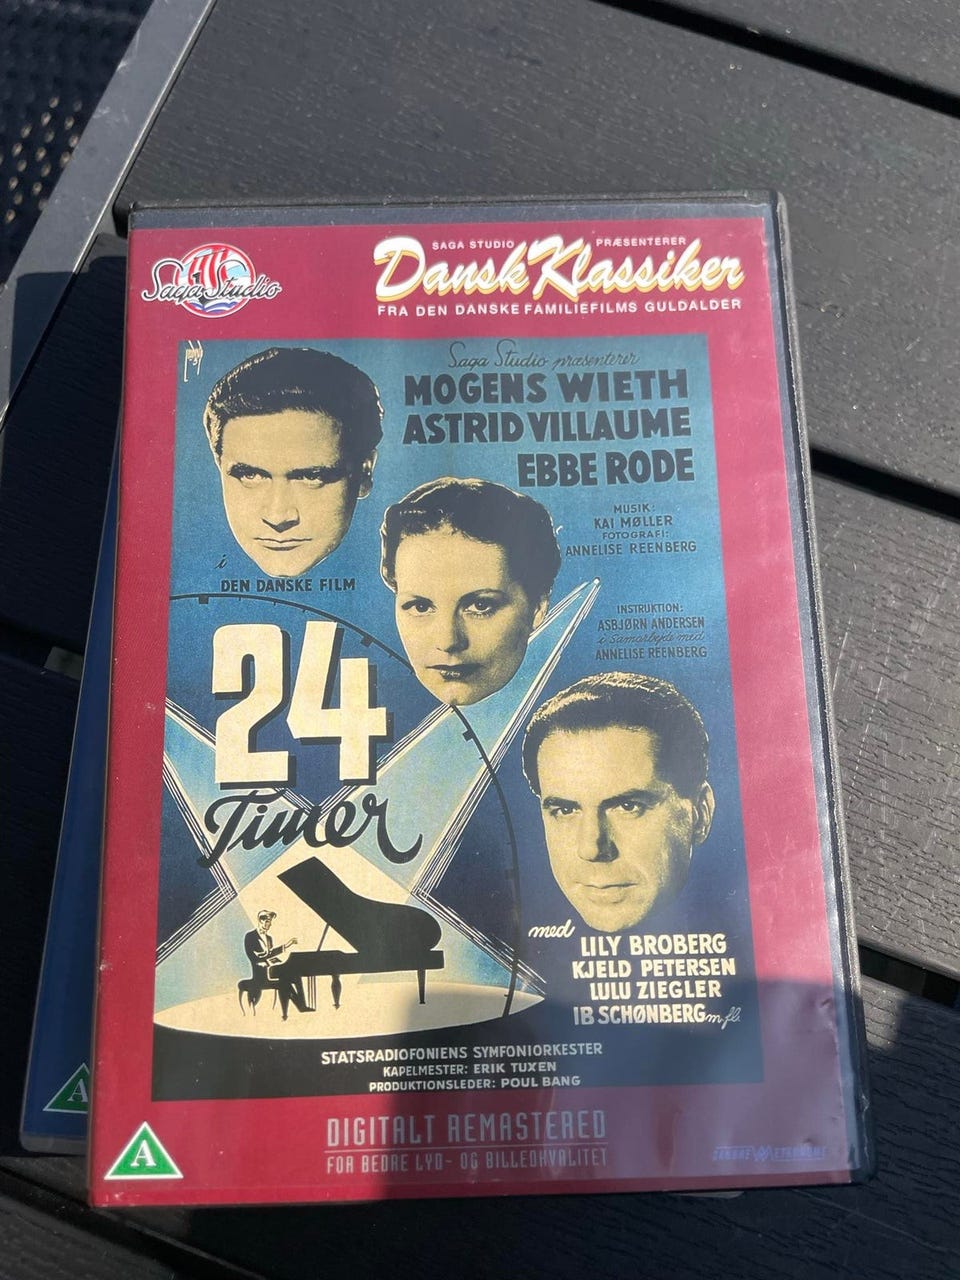 Saga Studio
SAGA STUDIO PRÆSENTERER
Dansk Klassiker
FRA DEN DANSKE FAMILIEFILMS GULDALDER
Saga Studio præsenterer
MOGENS WIETH
ASTRID VILLAUME
EBBE RODE
MUSIK:
KAI MØLLER
FOTOGRAFI:
ANNELISE REENBERG
i
DEN DANSKE FILM
24
Timer
INSTRUKTION:
ASBJØRN ANDERSEN
i Samarbejde med
ANNELISE REENBERG
med
LILY BROBERG
KJELD PETERSEN
LULU ZIEGLER
IB SCHØNBERG m.fl.
STATSRADIOFONIENS SYMFONIORKESTER
KAPELMESTER: ERIK TUXEN
PRODUKTIONSLEDER: POUL BANG
DIGITALT REMASTERED
FOR BEDRE LYD- OG BILLEDKVALITET
A
A